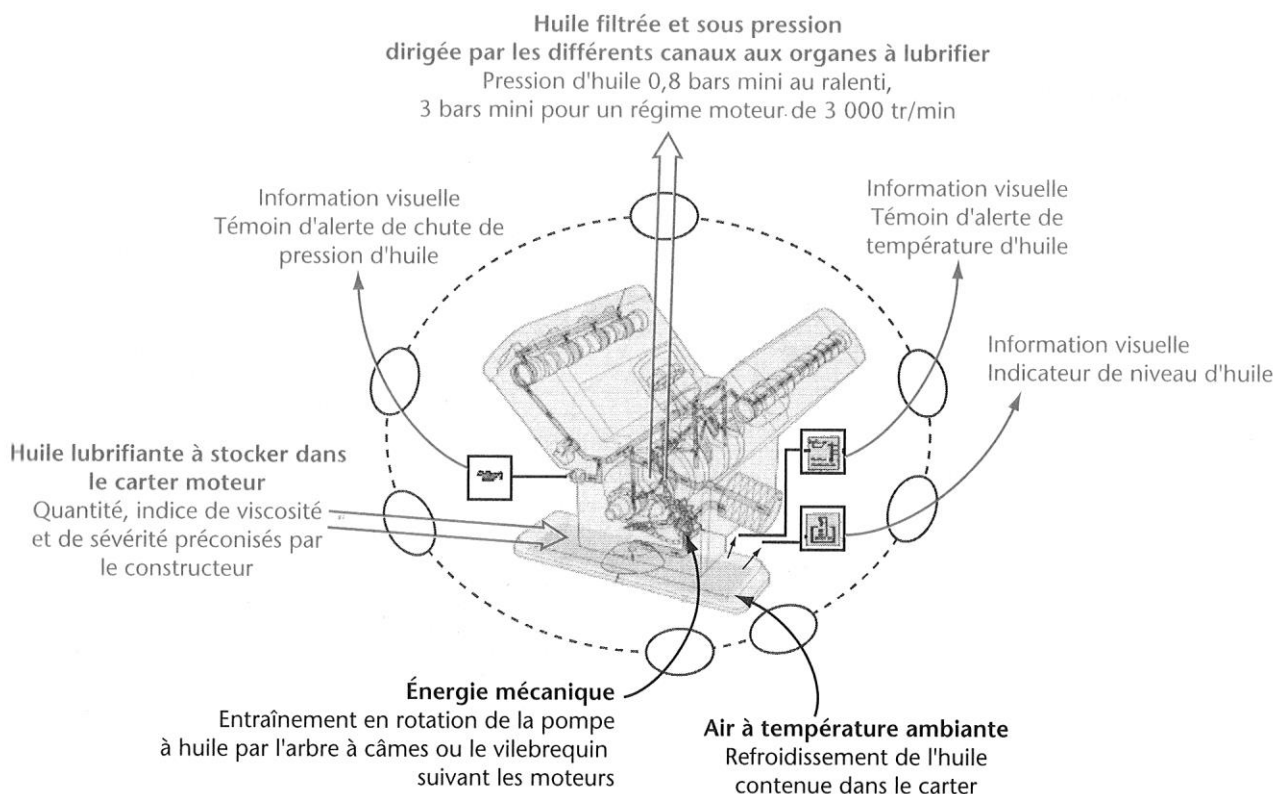 Huile filtrée et sous pression
dirigée par les différents canaux aux organes à lubrifier
Pression d'huile 0,8 bars mini au ralenti,
3 bars mini pour un régime moteur de 3 000 tr/min
Information visuelle
Témoin d'alerte de chute de
pression d'huile
Information visuelle
Témoin d'alerte de
température d'huile
Information visuelle
Indicateur de niveau d'huile
Huile lubrifiante à stocker dans
le carter moteur
Quantité, indice de viscosité
et de sévérité préconisés par
le constructeur
Énergie mécanique
Entraînement en rotation de la pompe
à huile par l'arbre à câmes ou le vilebrequin
suivant les moteurs
Air à température ambiante
Refroidissement de l'huile
contenue dans le carter